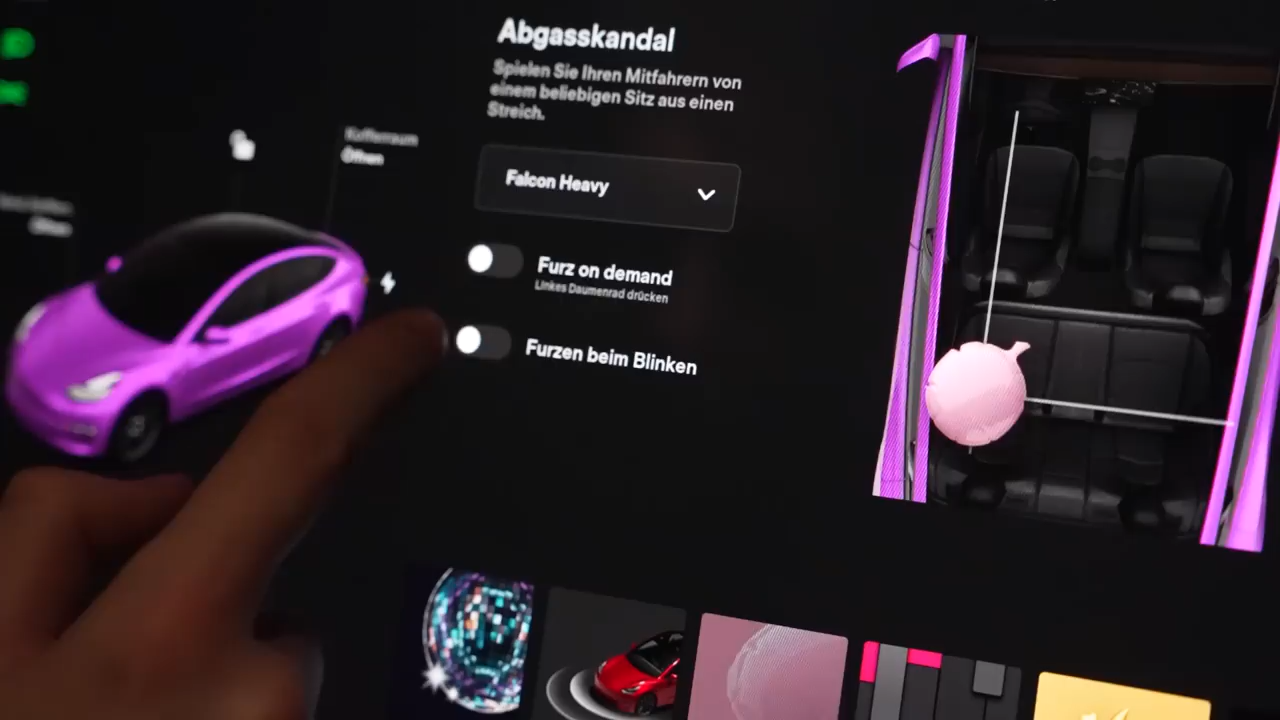 Abgasskandal
Spielen Sie Ihren Mitfahrern von
einem beliebigen Sitz aus einen
Streich.
Kofferraum
Öffnen
Falcon Heavy
Öffnen
Furz on demand
Linkes Daumenrad drücken
Furzen beim Blinken